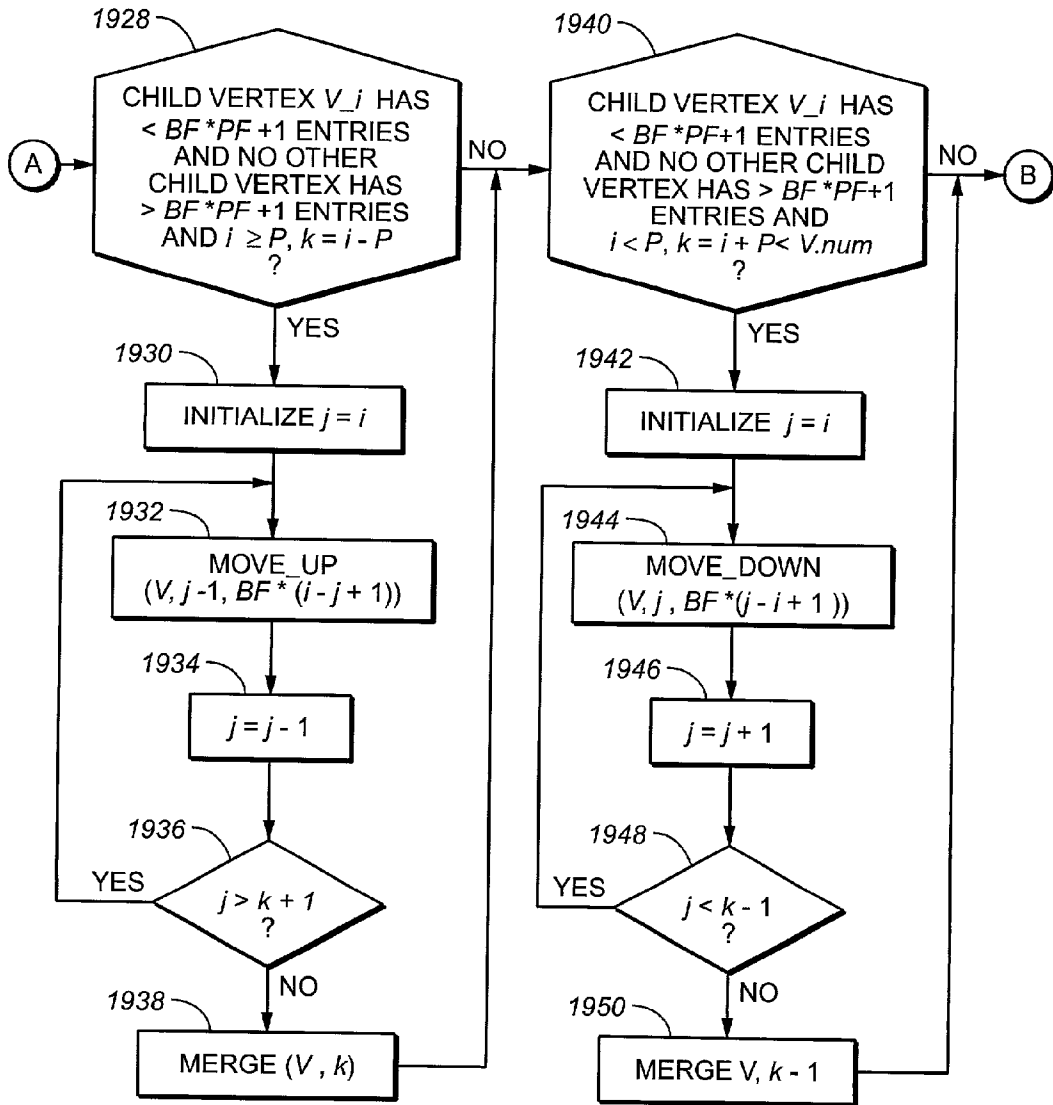 1928
CHILD VERTEX V_i HAS
< BF*PF+1 ENTRIES
AND NO OTHER
CHILD VERTEX HAS
> BF*PF+1 ENTRIES
AND i ≥ P, k = i - P
?
A
NO
YES
1930
INITIALIZE j = i
1932
MOVE_UP
(V, j-1, BF * (i - j + 1))
1934
j = j - 1
1936
YES
j > k + 1
?
NO
1938
MERGE (V , k)
1940
CHILD VERTEX V_i HAS
< BF*PF+1 ENTRIES
AND NO OTHER CHILD
VERTEX HAS > BF*PF+1
ENTRIES AND
i < P, k = i + P< V.num
?
NO
B
YES
1942
INITIALIZE j = i
1944
MOVE_DOWN
(V, j , BF *(j - i + 1 ))
1946
j = j + 1
1948
YES
j < k - 1
?
NO
1950
MERGE V, k - 1